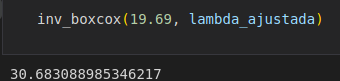 inv_boxcox(19.69, lambda_ajustada)
30.683088985346217